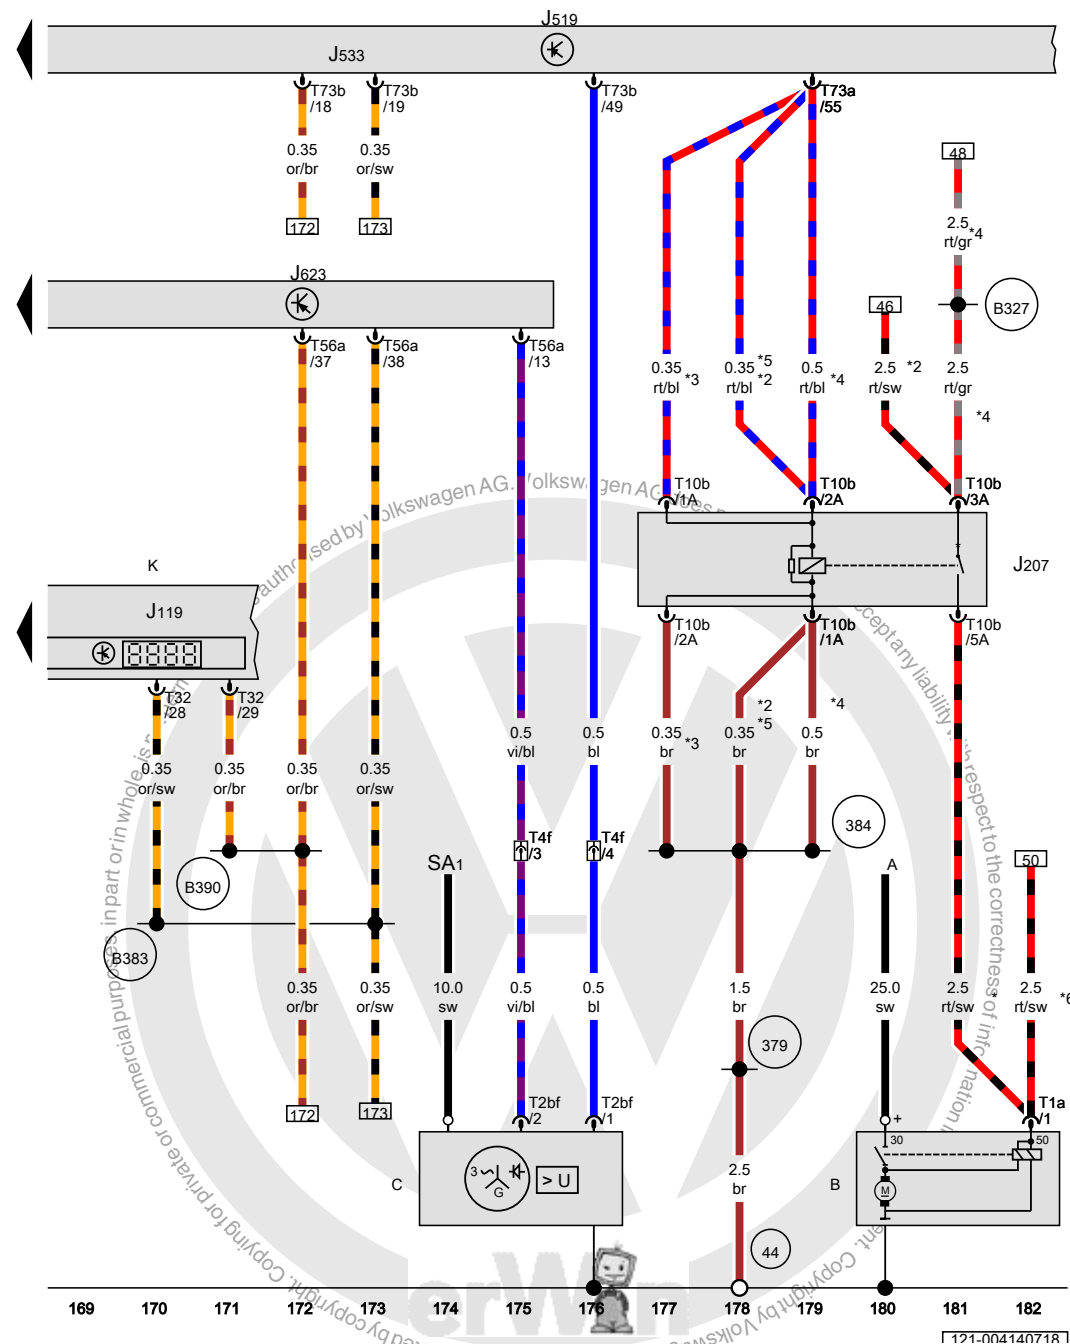 J519
J533
T73b
/18
T73b
/19
T73b
/49
T73a
/55
0.35
or/br
0.35
or/sw
48
172
173
2.5
rt/gr
*4
J623
46
B327
T56a
/37
T56a
/38
T56a
/13
0.35
rt/bl
*3
0.35
rt/bl
*5
*2
0.5
rt/bl
*4
2.5
rt/sw
*2
2.5
rt/gr
*4
T10b
/1A
T10b
/2A
T10b
/3A
K
J119
J207
*
T10b
/2A
T10b
/1A
T10b
/5A
T32
/28
T32
/29
0.35
or/sw
0.35
or/br
0.35
or/br
0.35
or/sw
0.5
vi/bl
0.5
bl
0.35
br
*3
*2
*5
0.35
br
*4
0.5
br
384
T4f
/3
T4f
/4
SA1
A
50
B390
B383
0.35
or/br
0.35
or/sw
10.0
sw
0.5
vi/bl
0.5
bl
1.5
br
25.0
sw
2.5
rt/sw
*
2.5
rt/sw
*6
379
172
173
T2bf
/2
T2bf
/1
T1a
/1
+
30
50
C
3
G
> U
2.5
br
B
M
44
169 170 171 172 173 174 175 176 177 178 179 180 181 182
121-004140718
erWin